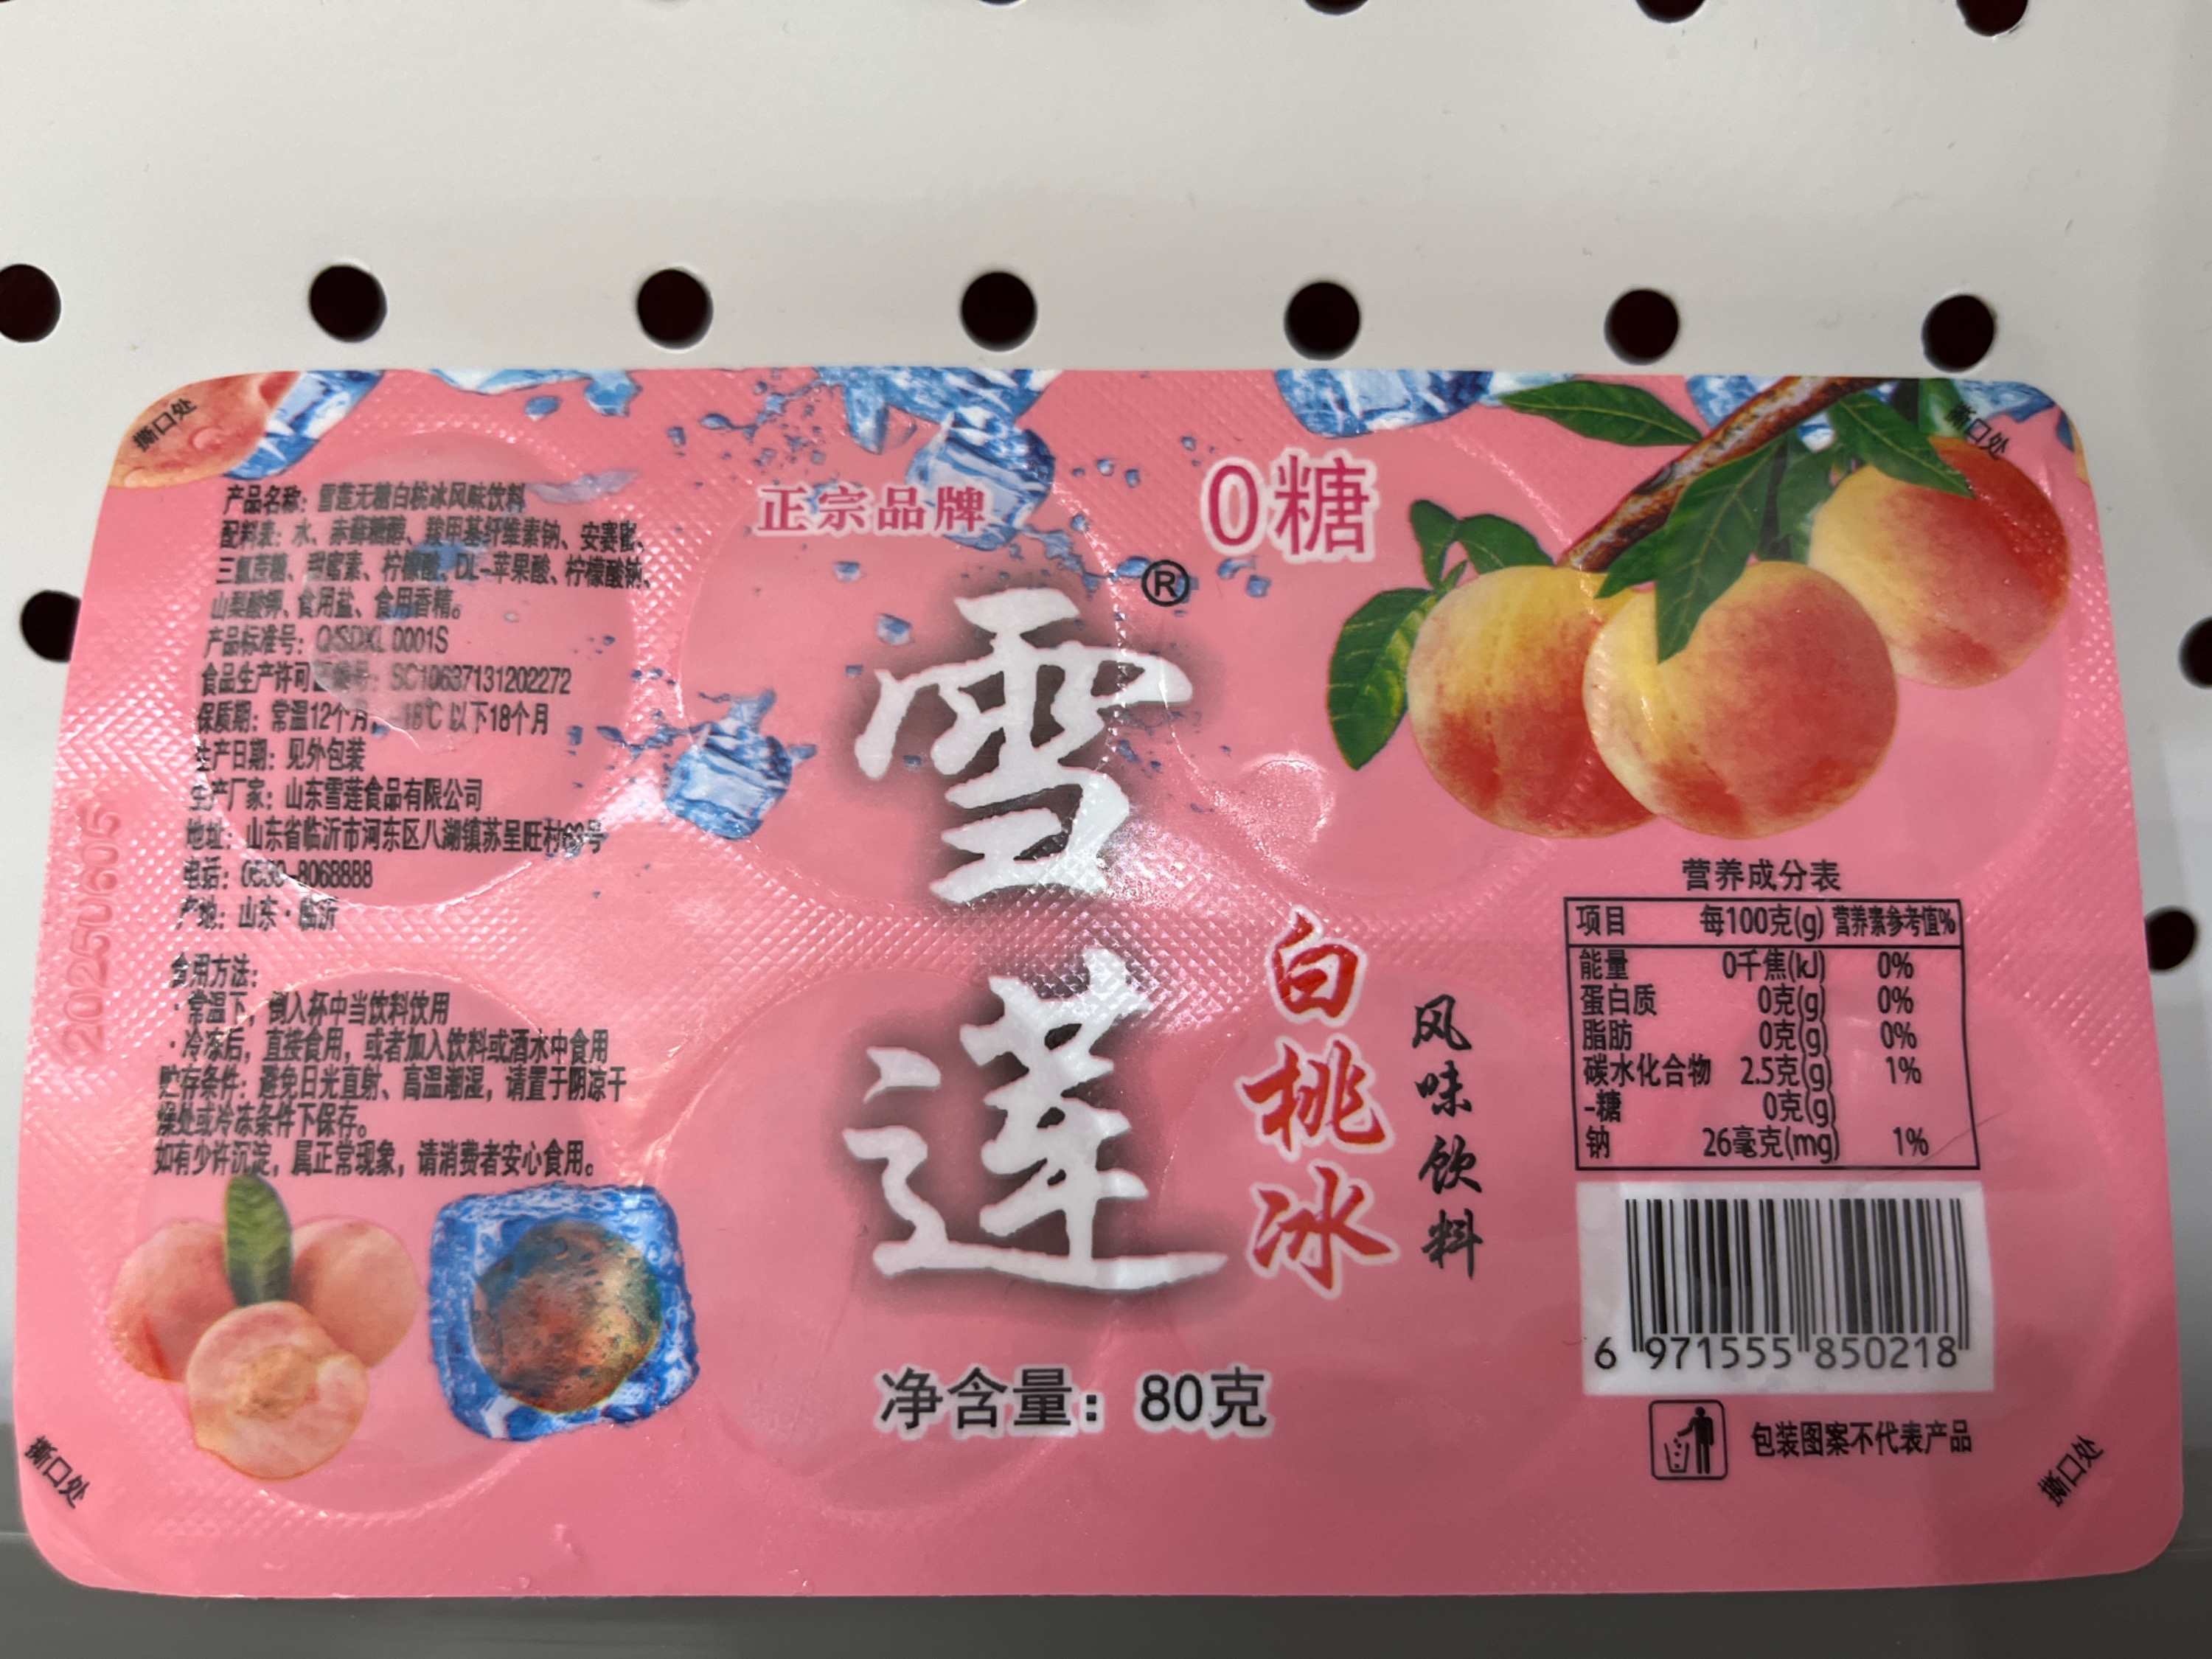 撕口处
撕口处
产品名称：雪莲无糖白桃冰风味饮料
配料表：水、赤藓糖醇、羧甲基纤维素钠、安赛蜜、
三氯蔗糖、甜蜜素、柠檬酸、DL-苹果酸、柠檬酸钠、
山梨酸钾、食用盐、食用香精。
产品标准号：Q/SDXL 0001S
食品生产许可证编号：SC10637131202272
保质期：常温12个月，-18℃ 以下18个月
生产日期：见外包装
生产厂家：山东雪莲食品有限公司
地址：山东省临沂市河东区八湖镇苏呈旺村
电话：8068888
产地：山东·临沂
食用方法：
·常温下，倒入杯中当饮料饮用
·冷冻后，直接食用，或者加入饮料或酒水中食用
贮存条件：避免日光直射、高温潮湿，请置于阴凉干
燥处或冷冻条件下保存。
如有少许沉淀，属正常现象，请消费者安心食用。
20250605
正宗品牌
0糖
雪莲®
白桃冰
风味饮料
净含量：80克
营养成分表
项目 每100克(g) 营养素参考值%
能量 0千焦(kJ) 0%
蛋白质 0克(g) 0%
脂肪 0克(g) 0%
碳水化合物 2.5克(g) 1%
-糖 0克(g)
钠 26毫克(mg) 1%
6 971555 850218
包装图案不代表产品
撕口处
撕口处